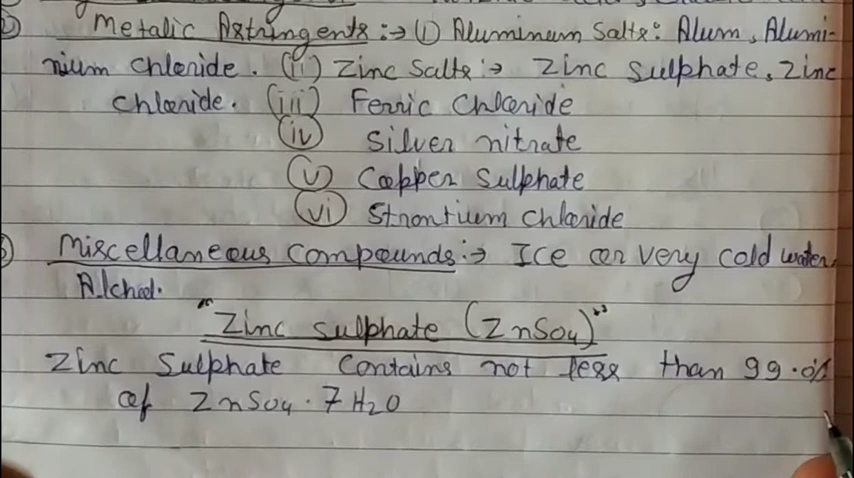 2) Metalic Astringents :→ (i) Aluminum Salts: Alum, Alumi-
nium chloride. (ii) Zinc Salts :→ Zinc sulphate, Zinc
chloride. (iii) Ferric Chloride
(iv) Silver nitrate
(v) Copper Sulphate
(vi) Strontium chloride
3) Miscellaneous Compounds :→ Ice or very cold water,
Alchol.
"Zinc sulphate (ZnSO4)"
Zinc Sulphate Contains not less than 99.0%
of ZnSO4.7H2O